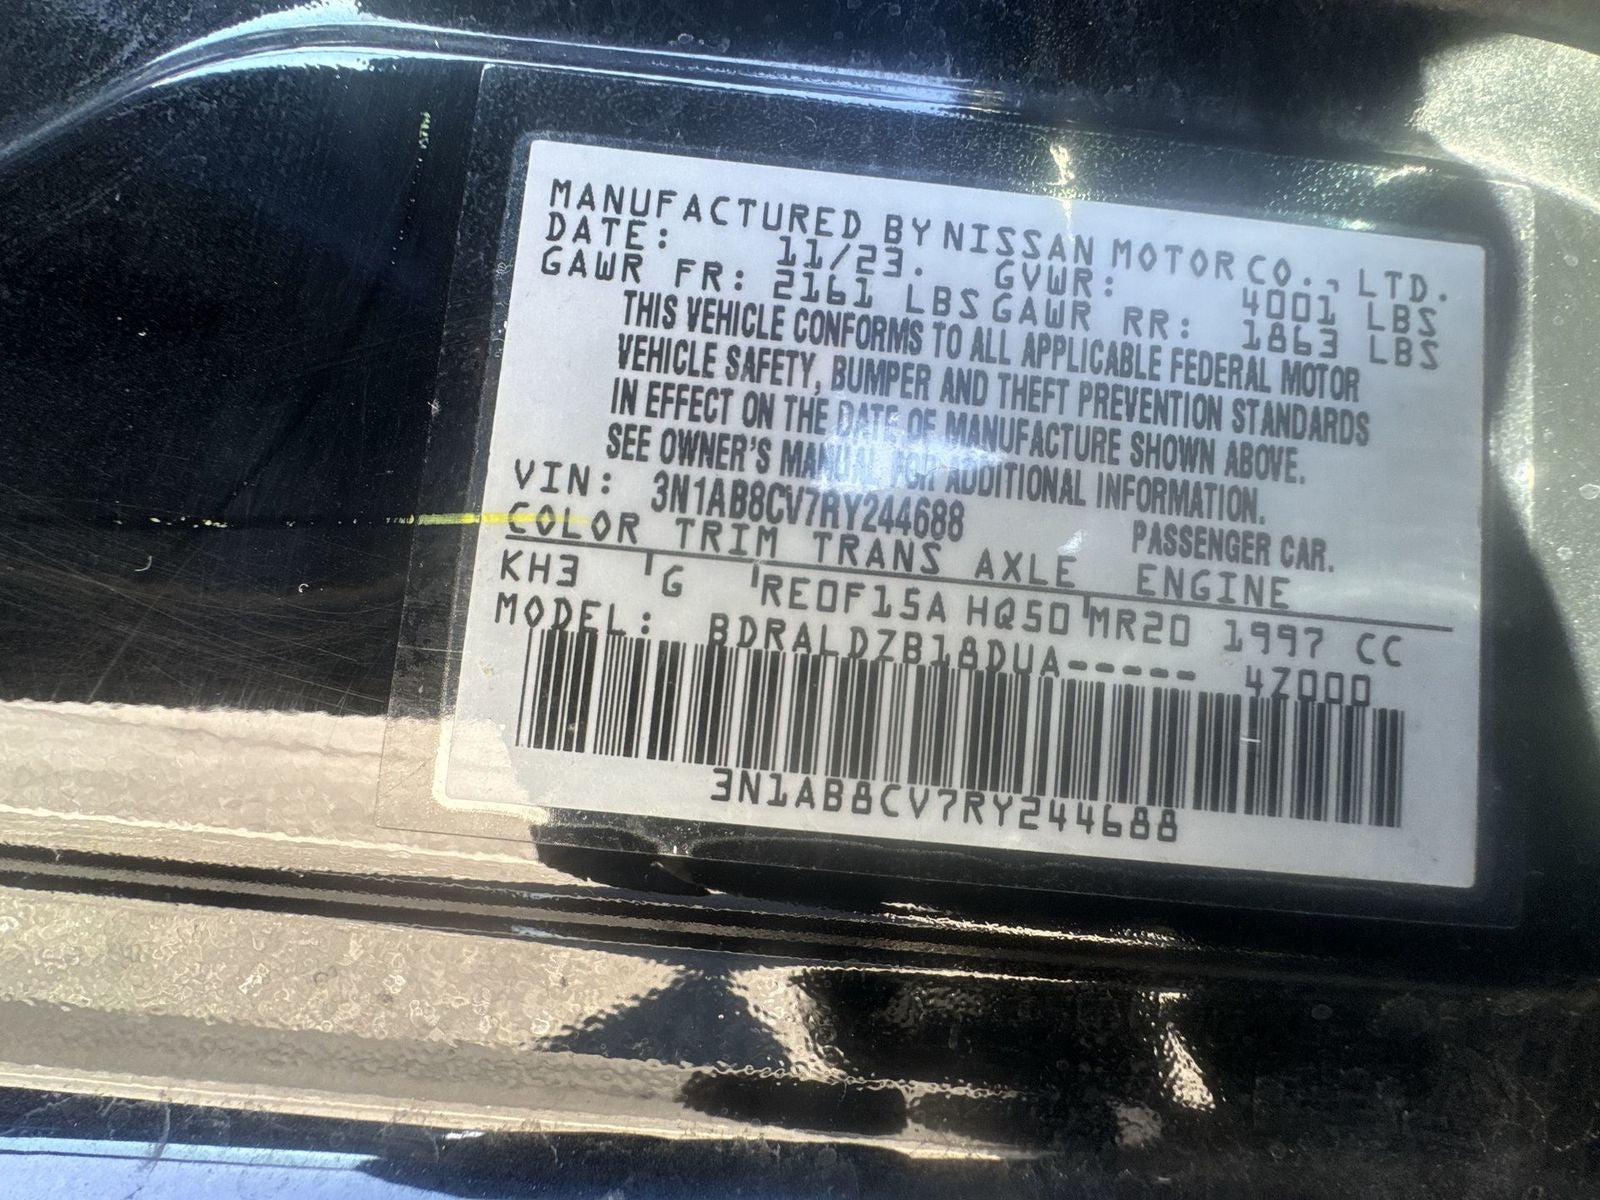 MANUFACTURED BY NISSAN MOTOR CO., LTD.
DATE: 11/23. GVWR: 4001 LBS
GAWR FR: 2161 LBS GAWR RR: 1863 LBS
THIS VEHICLE CONFORMS TO ALL APPLICABLE FEDERAL MOTOR
VEHICLE SAFETY, BUMPER AND THEFT PREVENTION STANDARDS
IN EFFECT ON THE DATE OF MANUFACTURE SHOWN ABOVE.
SEE OWNER'S MANUAL FOR ADDITIONAL INFORMATION.
VIN: 3N1AB8CV7RY244688 PASSENGER CAR.
COLOR TRIM TRANS AXLE ENGINE
KH3 G RE0F15A HQ50 MR20 1997 CC
MODEL: BDRALDZB18DUA----- 4Z000
3N1AB8CV7RY244688